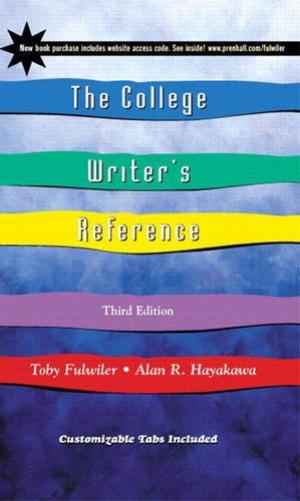 New book purchase includes website access code. See inside! www.prenhall.com/fulwiler
The College
Writer's
Reference
Third Edition
Toby Fulwiler • Alan R. Hayakawa
Customizable Tabs Included